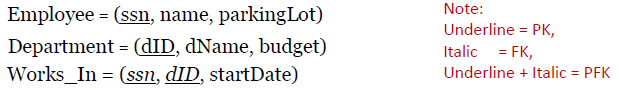 Employee = (ssn, name, parkingLot)
Department = (dID, dName, budget)
Works_In = (ssn, dID, startDate)
Note:
Underline = PK,
Italic = FK,
Underline + Italic = PFK